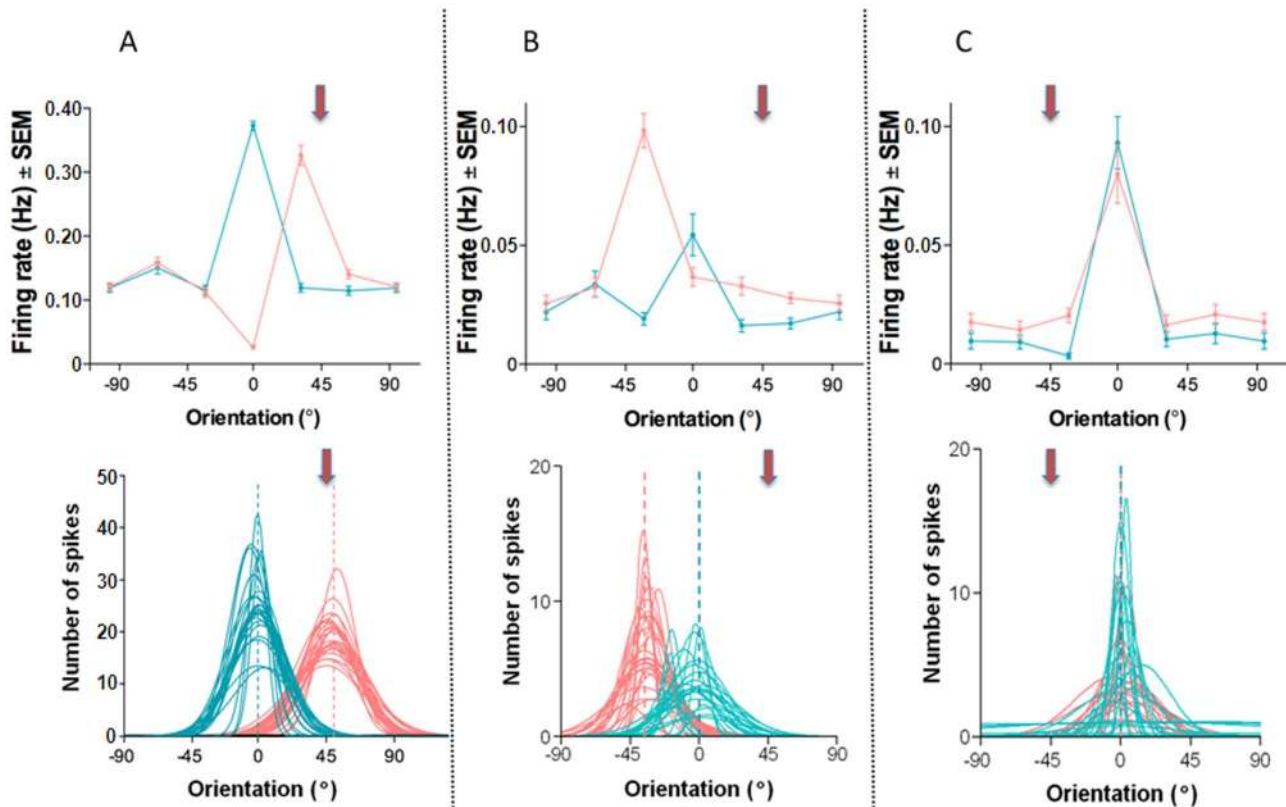 A
B
C
Firing rate (Hz) ± SEM
0.40
0.30
0.20
0.10
0
-90 -45 0 45 90
Orientation (°)
Firing rate (Hz) ± SEM
0.10
0.05
0
-90 -45 0 45 90
Orientation (°)
Firing rate (Hz) ± SEM
0.10
0.05
0
-90 -45 0 45 90
Orientation (°)
Number of spikes
50
40
30
20
10
0
-90 -45 0 45 90
Orientation (°)
Number of spikes
20
10
0
-90 -45 0 45 90
Orientation (°)
Number of spikes
20
10
0
-90 -45 0 45 90
Orientation (°)